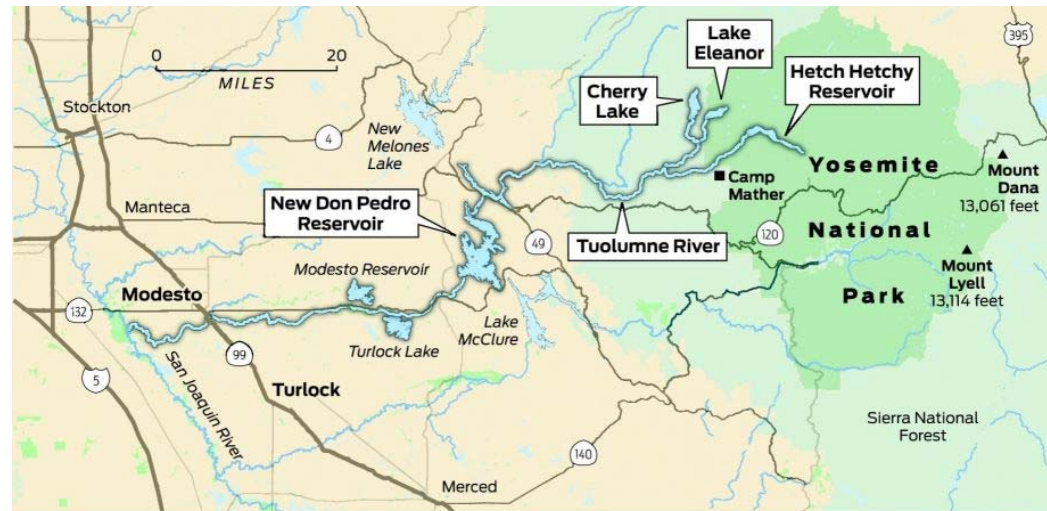 395
Lake
Eleanor
Hetch Hetchy
Reservoir
Cherry
Lake
0 20
MILES
Stockton
4
New
Melones
Lake
Yosemite
National
Park
Mount
Dana
13,061 feet
Camp
Mather
Manteca
New Don Pedro
Reservoir
49
Tuolumne River
120
Mount
Lyell
13,114 feet
Modesto Reservoir
Modesto
132
Turlock Lake
Lake
McClure
99
5
San Joaquin River
Turlock
Sierra National
Forest
140
Merced